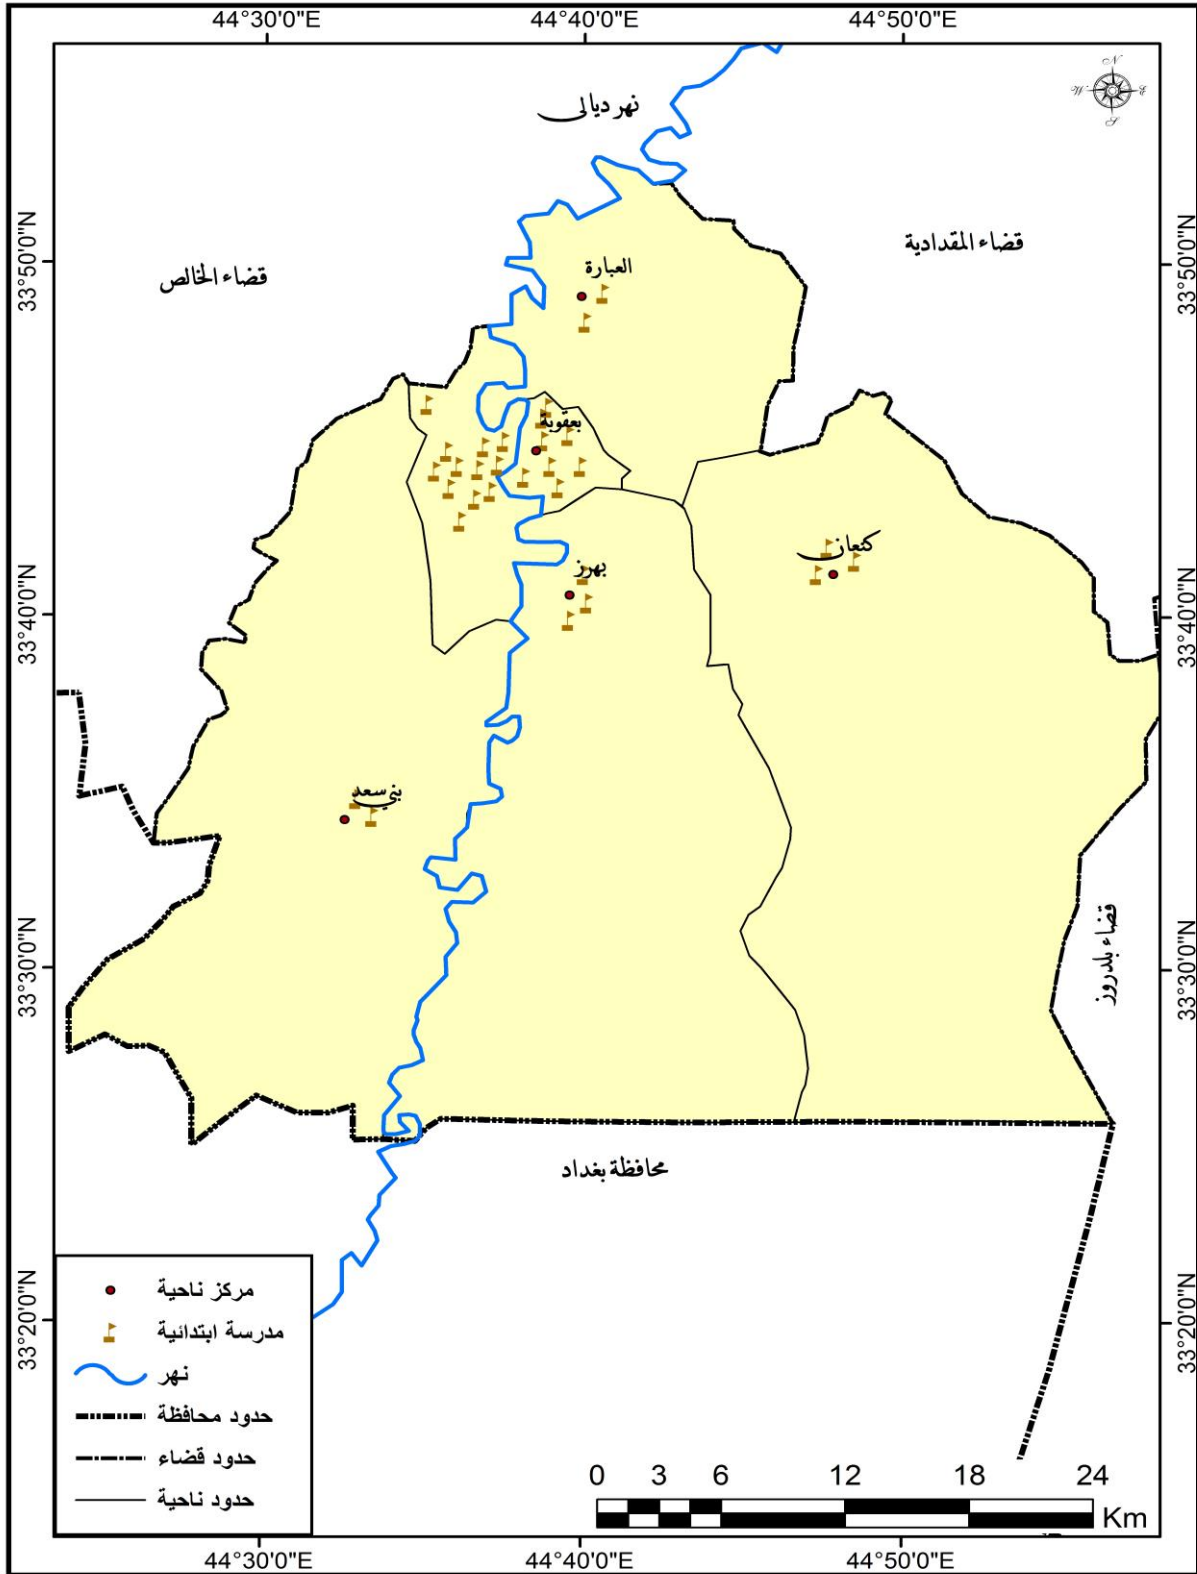 44°30'0"E
44°40'0"E
44°50'0"E
N
W
E
S
نهر ديالى
33°50'0"N
33°50'0"N
قضاء المقدادية
قضاء الخالص
العبارة
بعقوبة
كنعان
بهرز
33°40'0"N
33°40'0"N
بني سعد
قضاء بلدروز
33°30'0"N
33°30'0"N
محافظة بغداد
33°20'0"N
33°20'0"N
مركز ناحية
مدرسة ابتدائية
نهر
حدود محافظة
حدود قضاء
حدود ناحية
0 3 6 12 18 24
Km
44°30'0"E
44°40'0"E
44°50'0"E